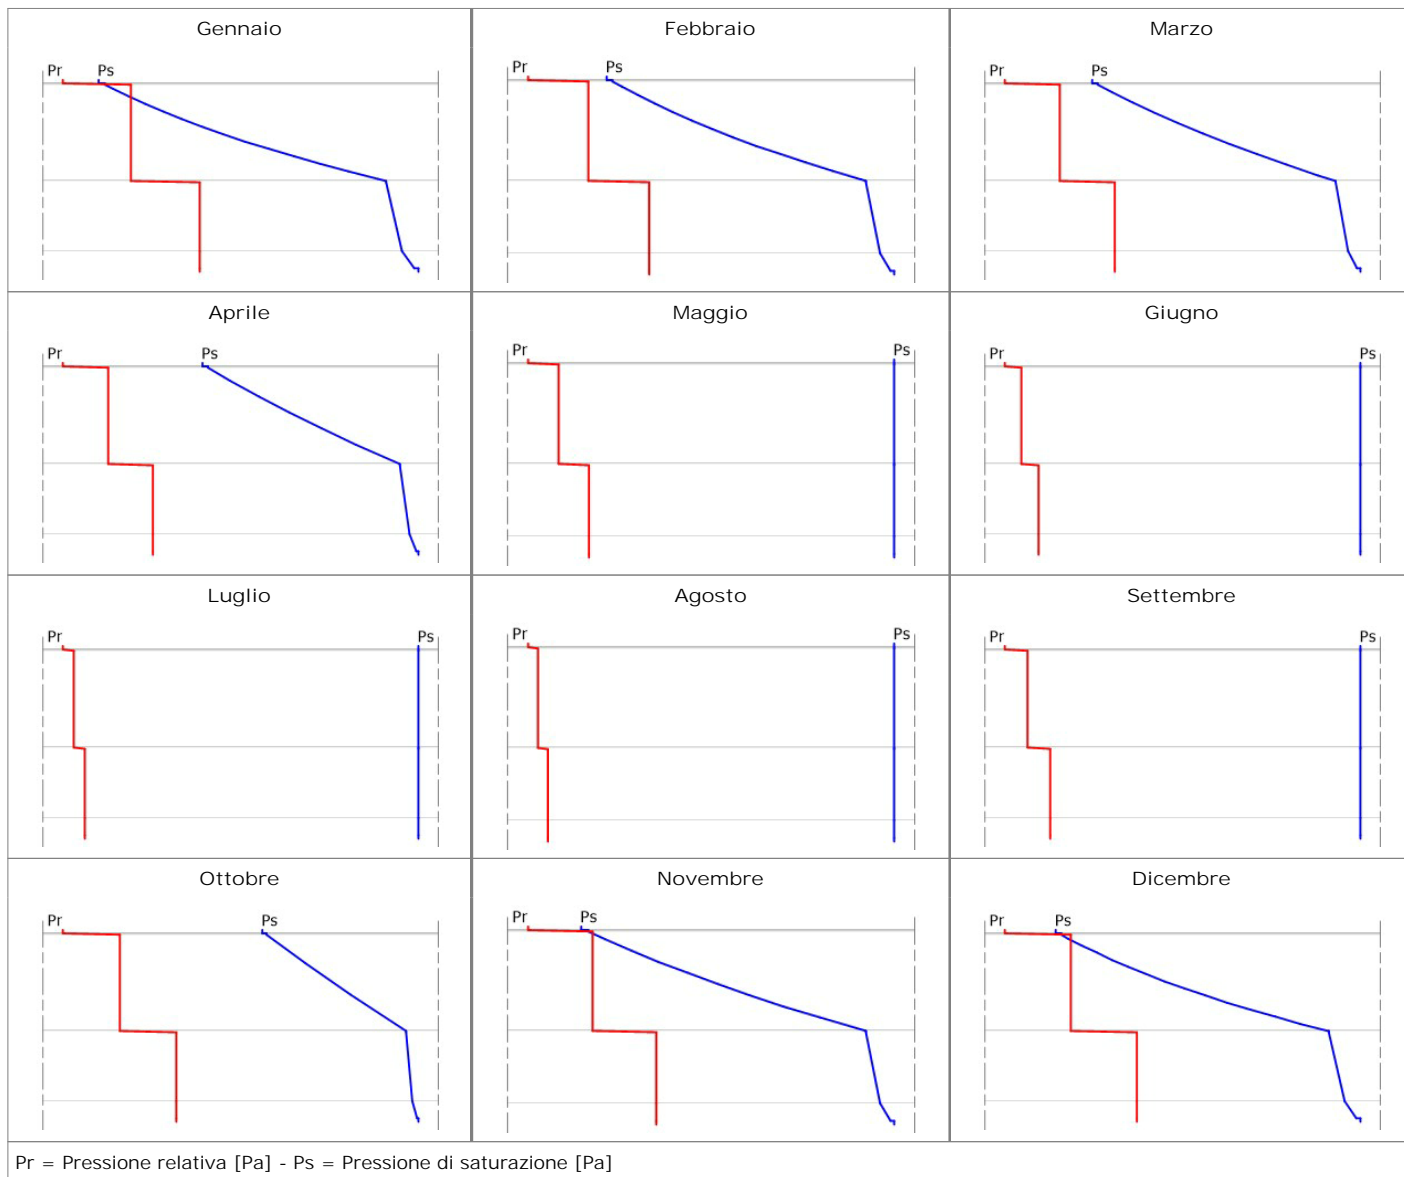 Gennaio
Febbraio
Marzo
Pr Ps
Pr Ps
Pr Ps
Aprile
Maggio
Giugno
Pr Ps
Pr Ps
Pr Ps
Luglio
Agosto
Settembre
Pr Ps
Pr Ps
Pr Ps
Ottobre
Novembre
Dicembre
Pr Ps
Pr Ps
Pr Ps
Pr = Pressione relativa [Pa] - Ps = Pressione di saturazione [Pa]